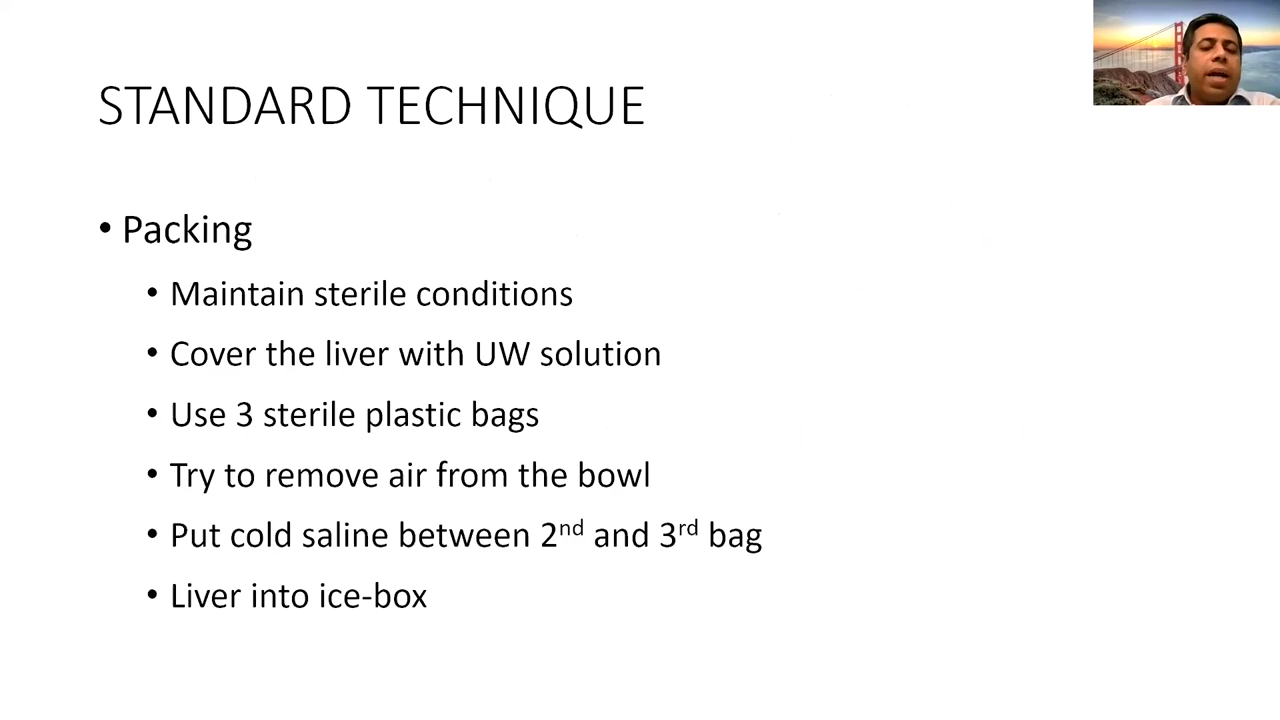 STANDARD TECHNIQUE
• Packing
• Maintain sterile conditions
• Cover the liver with UW solution
• Use 3 sterile plastic bags
• Try to remove air from the bowl
• Put cold saline between 2nd and 3rd bag
• Liver into ice-box